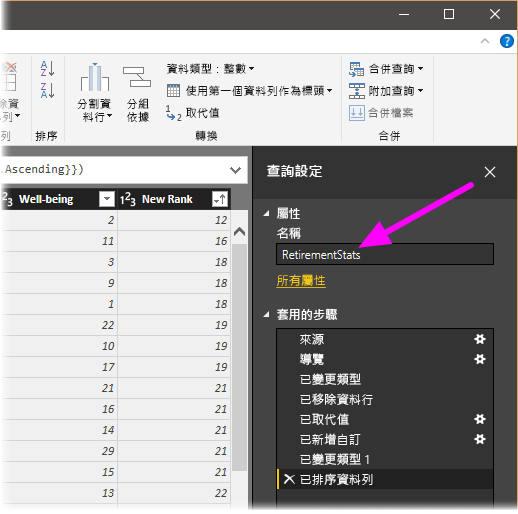 ?
A Z
Z A
除資
列
分割資
料行
分組
依據
資料類型：整數
使用第一個資料列作為標頭
1 2 取代值
合併查詢
附加查詢
合併檔案
列
排序
轉換
合併
.Ascending}})
查詢設定
123 Well-being
123 New Rank
屬性
名稱
RetirementStats
所有屬性
套用的步驟
來源
導覽
已變更類型
已移除資料行
已取代值
已新增自訂
已變更類型 1
已排序資料列
2 12
11 16
3 18
9 18
1 18
22 19
10 19
17 19
21 21
16 21
14 21
29 21
15 21
13 22